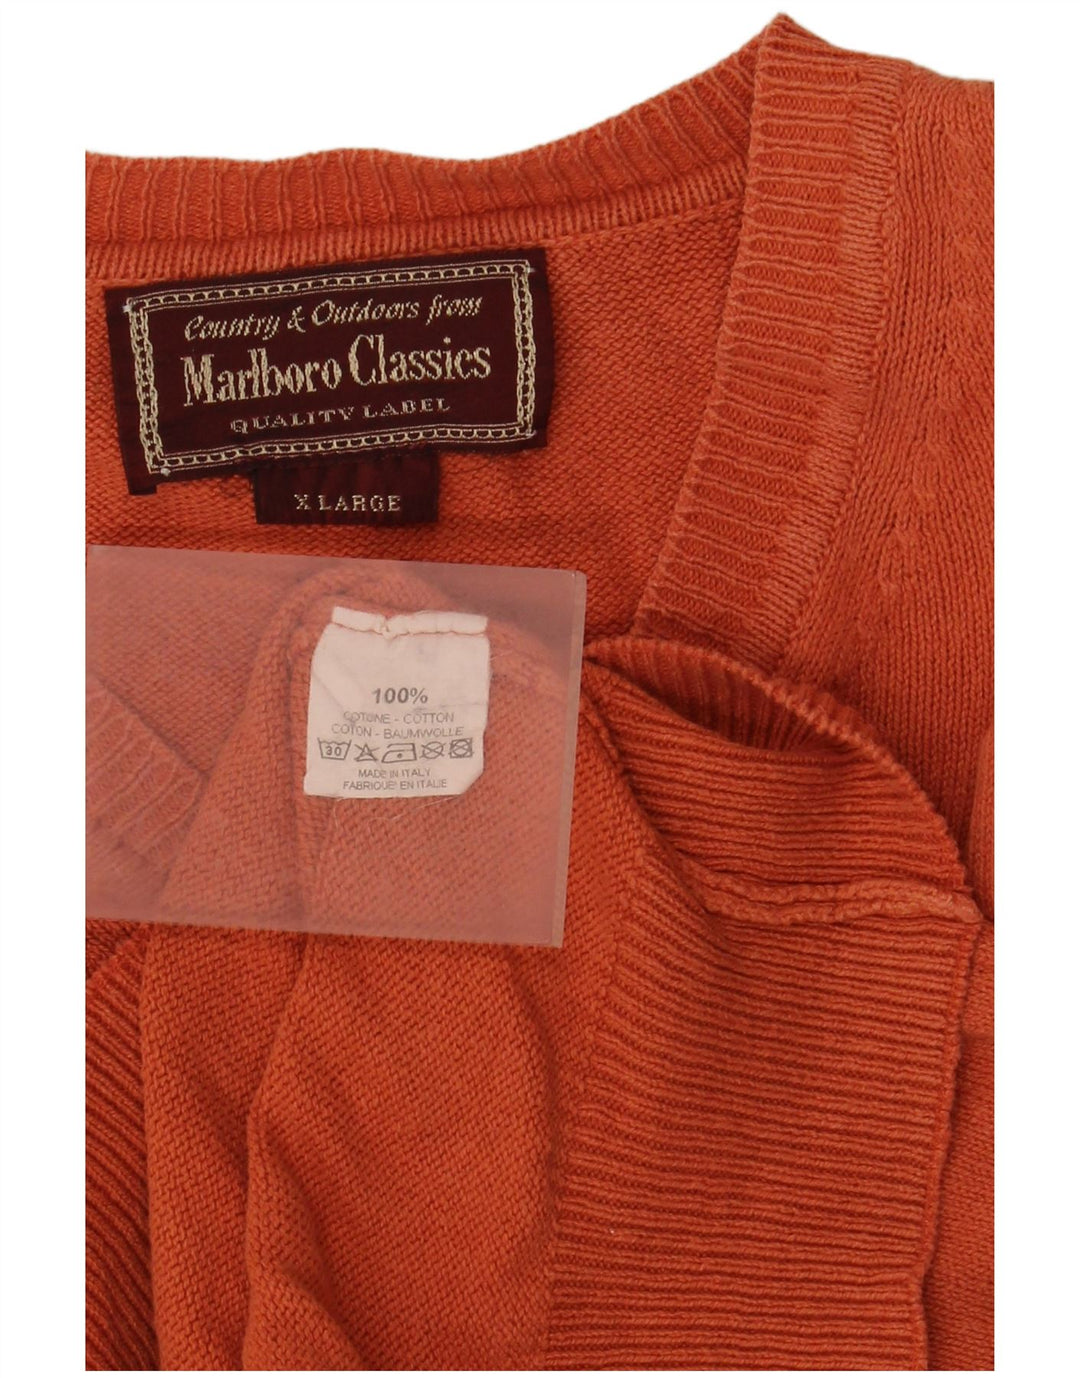 Country & Outdoors from
Marlboro Classics
QUALITY LABEL
X LARGE
100%
COTONE - COTTON
COTON - BAUMWOLLE
30
MADE IN ITALY
FABRIQUE' EN ITALIE